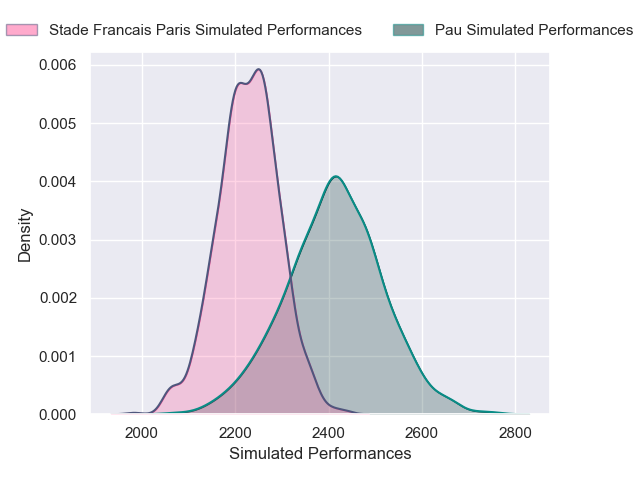 Stade Francais Paris Simulated Performances Pau Simulated Performances
0.006
0.005
0.004
0.003
0.002
0.001
0.000
Density
2000 2200 2400 2600 2800
Simulated Performances